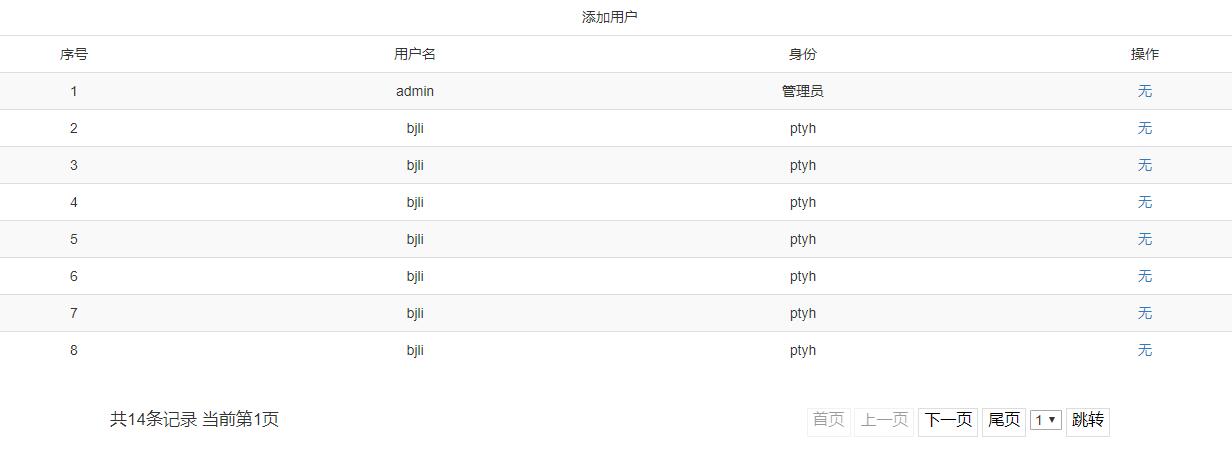 添加用户
序号 用户名 身份 操作
1 admin 管理员 无
2 bjli ptyh 无
3 bjli ptyh 无
4 bjli ptyh 无
5 bjli ptyh 无
6 bjli ptyh 无
7 bjli ptyh 无
8 bjli ptyh 无
共14条记录 当前第1页 首页 上一页 下一页 尾页 1 跳转